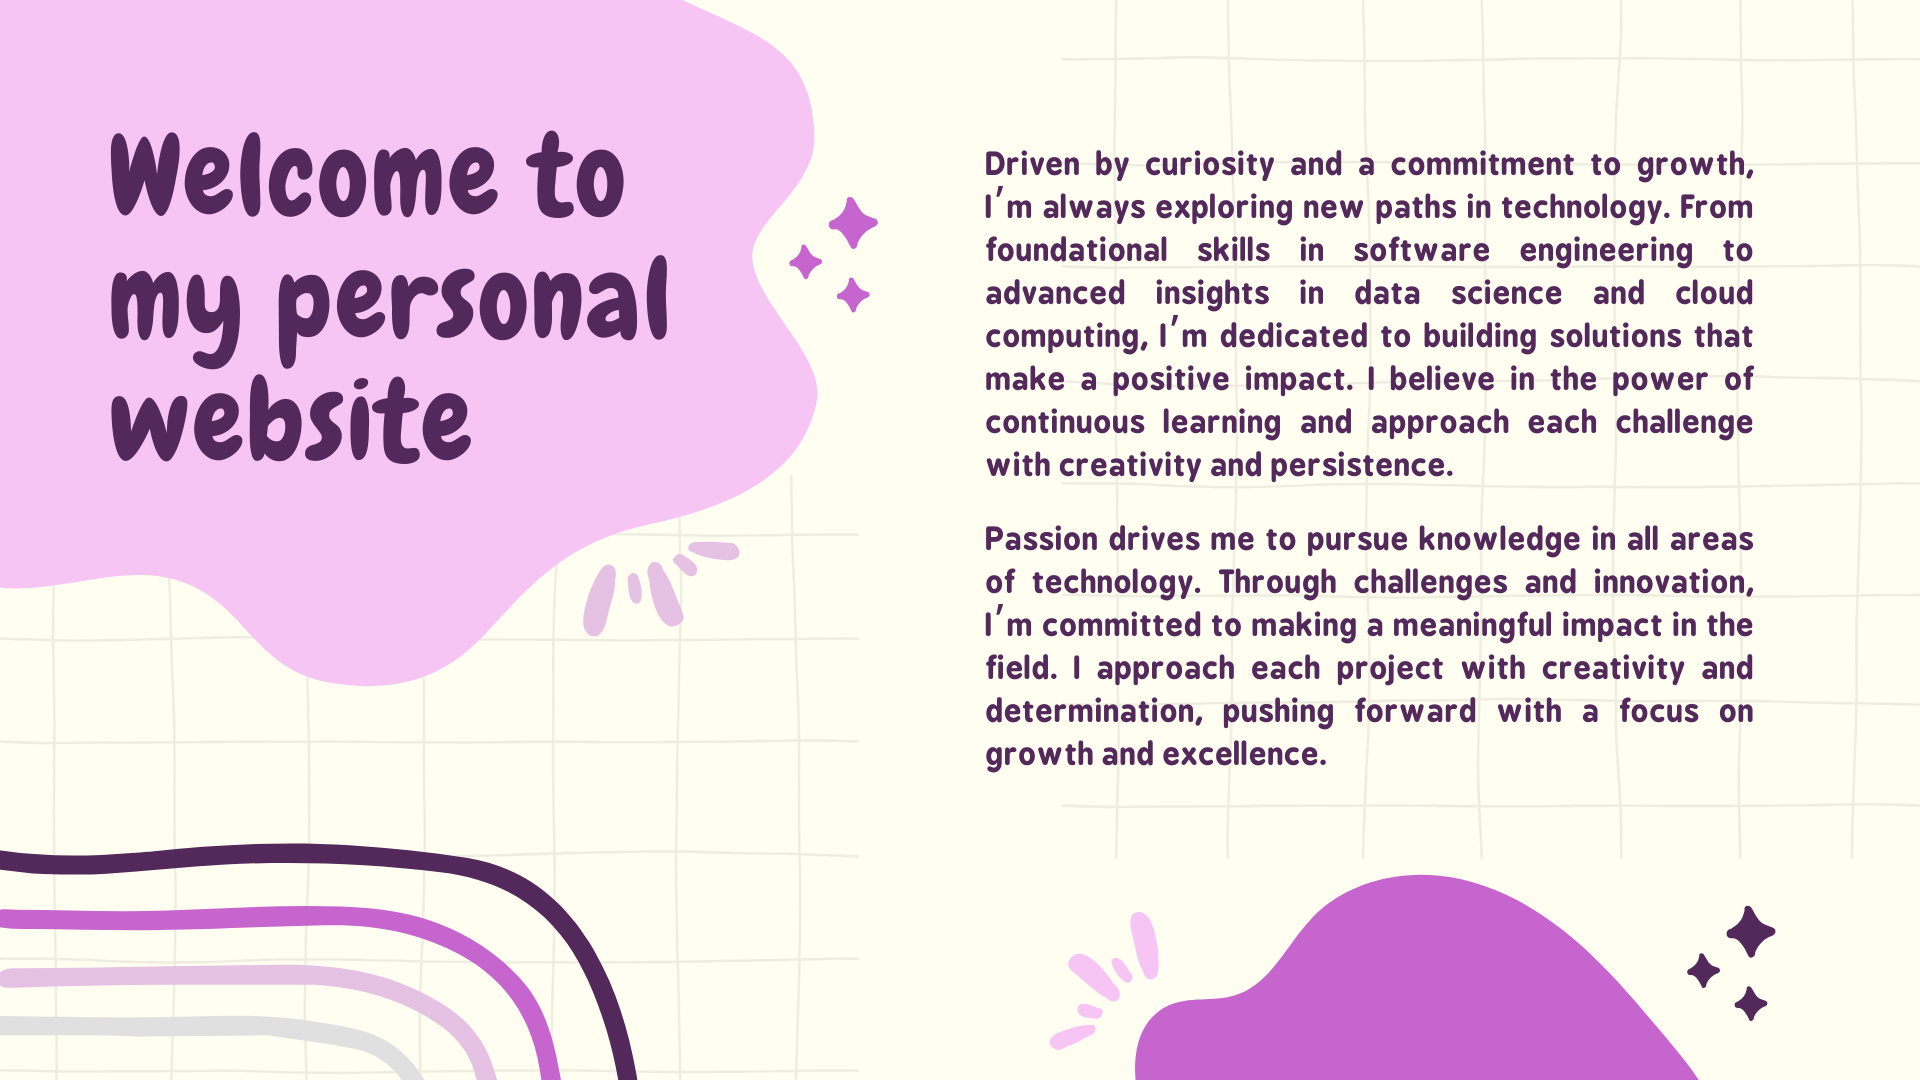 Welcome to
my personal
website
Driven by curiosity and a commitment to growth,
I'm always exploring new paths in technology. From
foundational skills in software engineering to
advanced insights in data science and cloud
computing, I'm dedicated to building solutions that
make a positive impact. I believe in the power of
continuous learning and approach each challenge
with creativity and persistence.
Passion drives me to pursue knowledge in all areas
of technology. Through challenges and innovation,
I'm committed to making a meaningful impact in the
field. I approach each project with creativity and
determination, pushing forward with a focus on
growth and excellence.